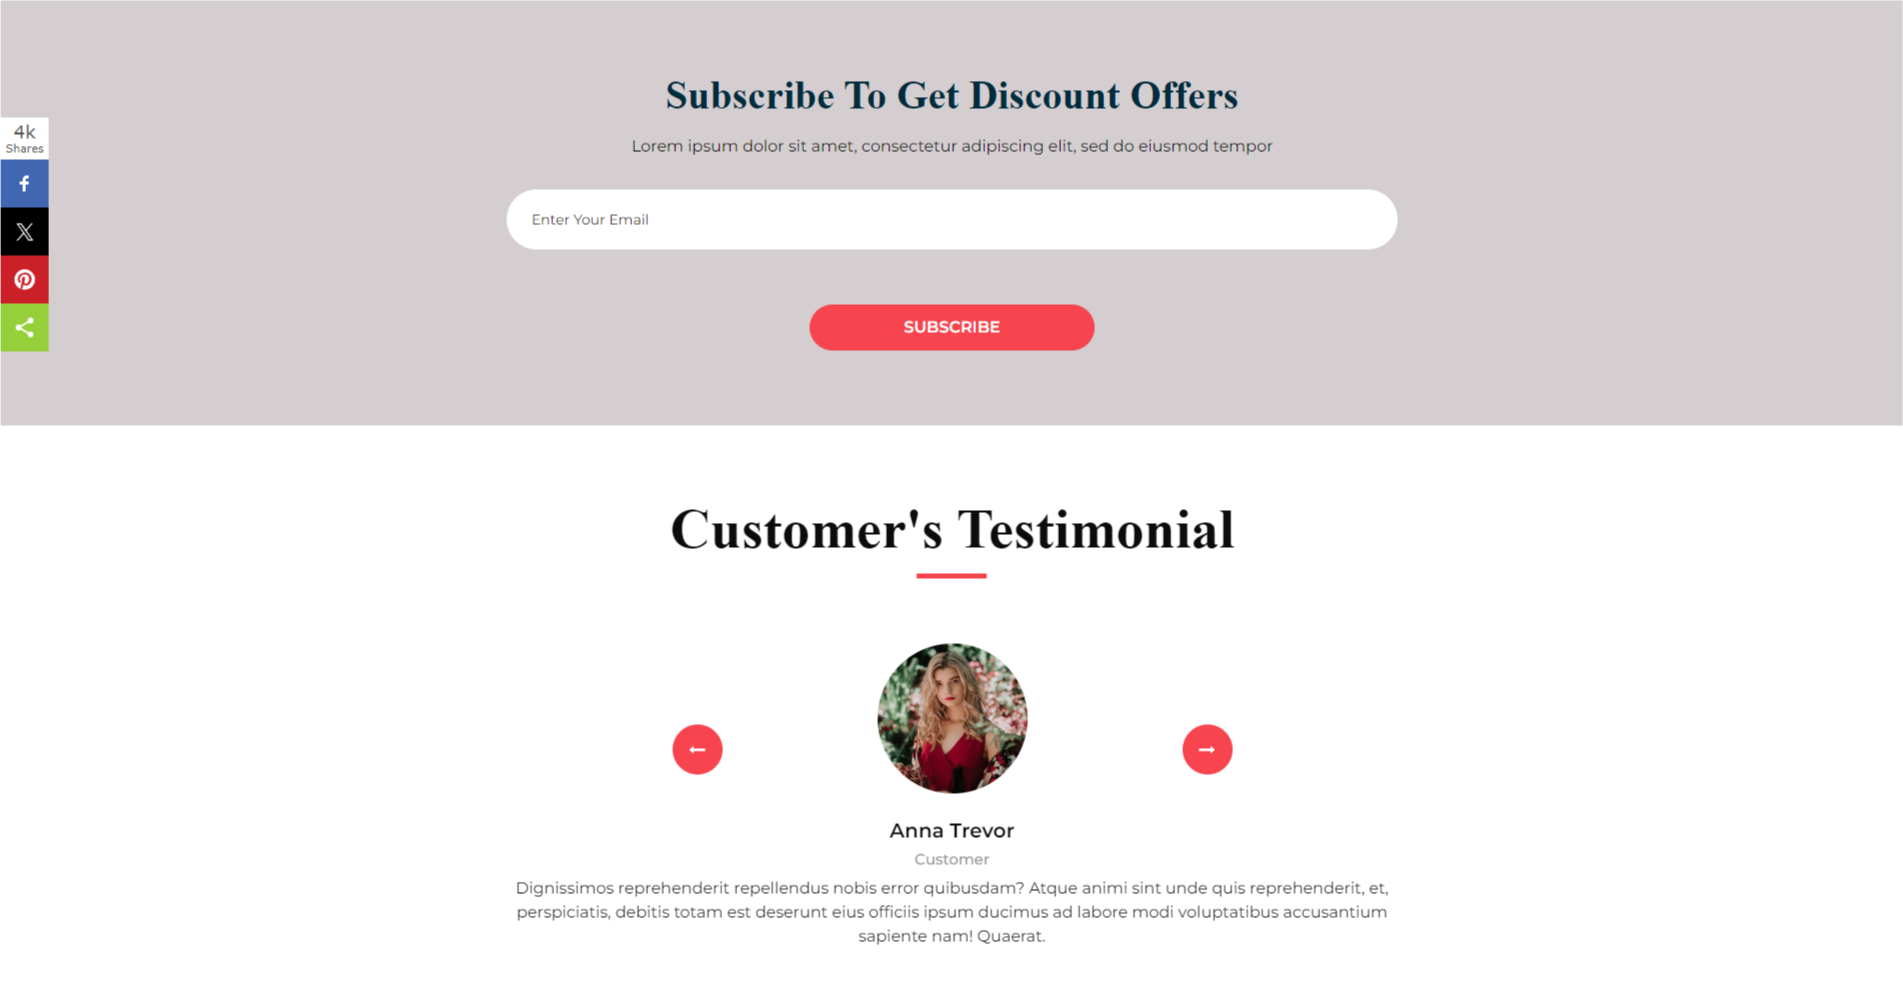 Subscribe To Get Discount Offers
Lorem ipsum dolor sit amet, consectetur adipiscing elit, sed do eiusmod tempor
4k
Shares
Enter Your Email
SUBSCRIBE
Customer's Testimonial
Anna Trevor
Customer
Dignissimos reprehenderit repellendus nobis error quibusdam? Atque animi sint unde quis reprehenderit, et,
perspiciatis, debitis totam est deserunt eius officiis ipsum ducimus ad labore modi voluptatibus accusantium
sapiente nam! Quaerat.